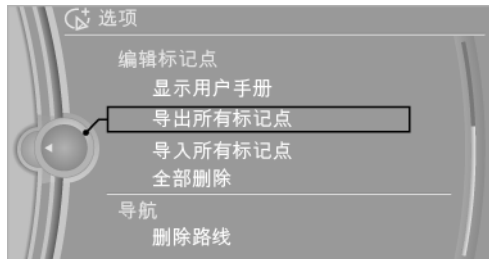 选项
编辑标记点
显示用户手册
导出所有标记点
导入所有标记点
全部删除
导航
删除路线